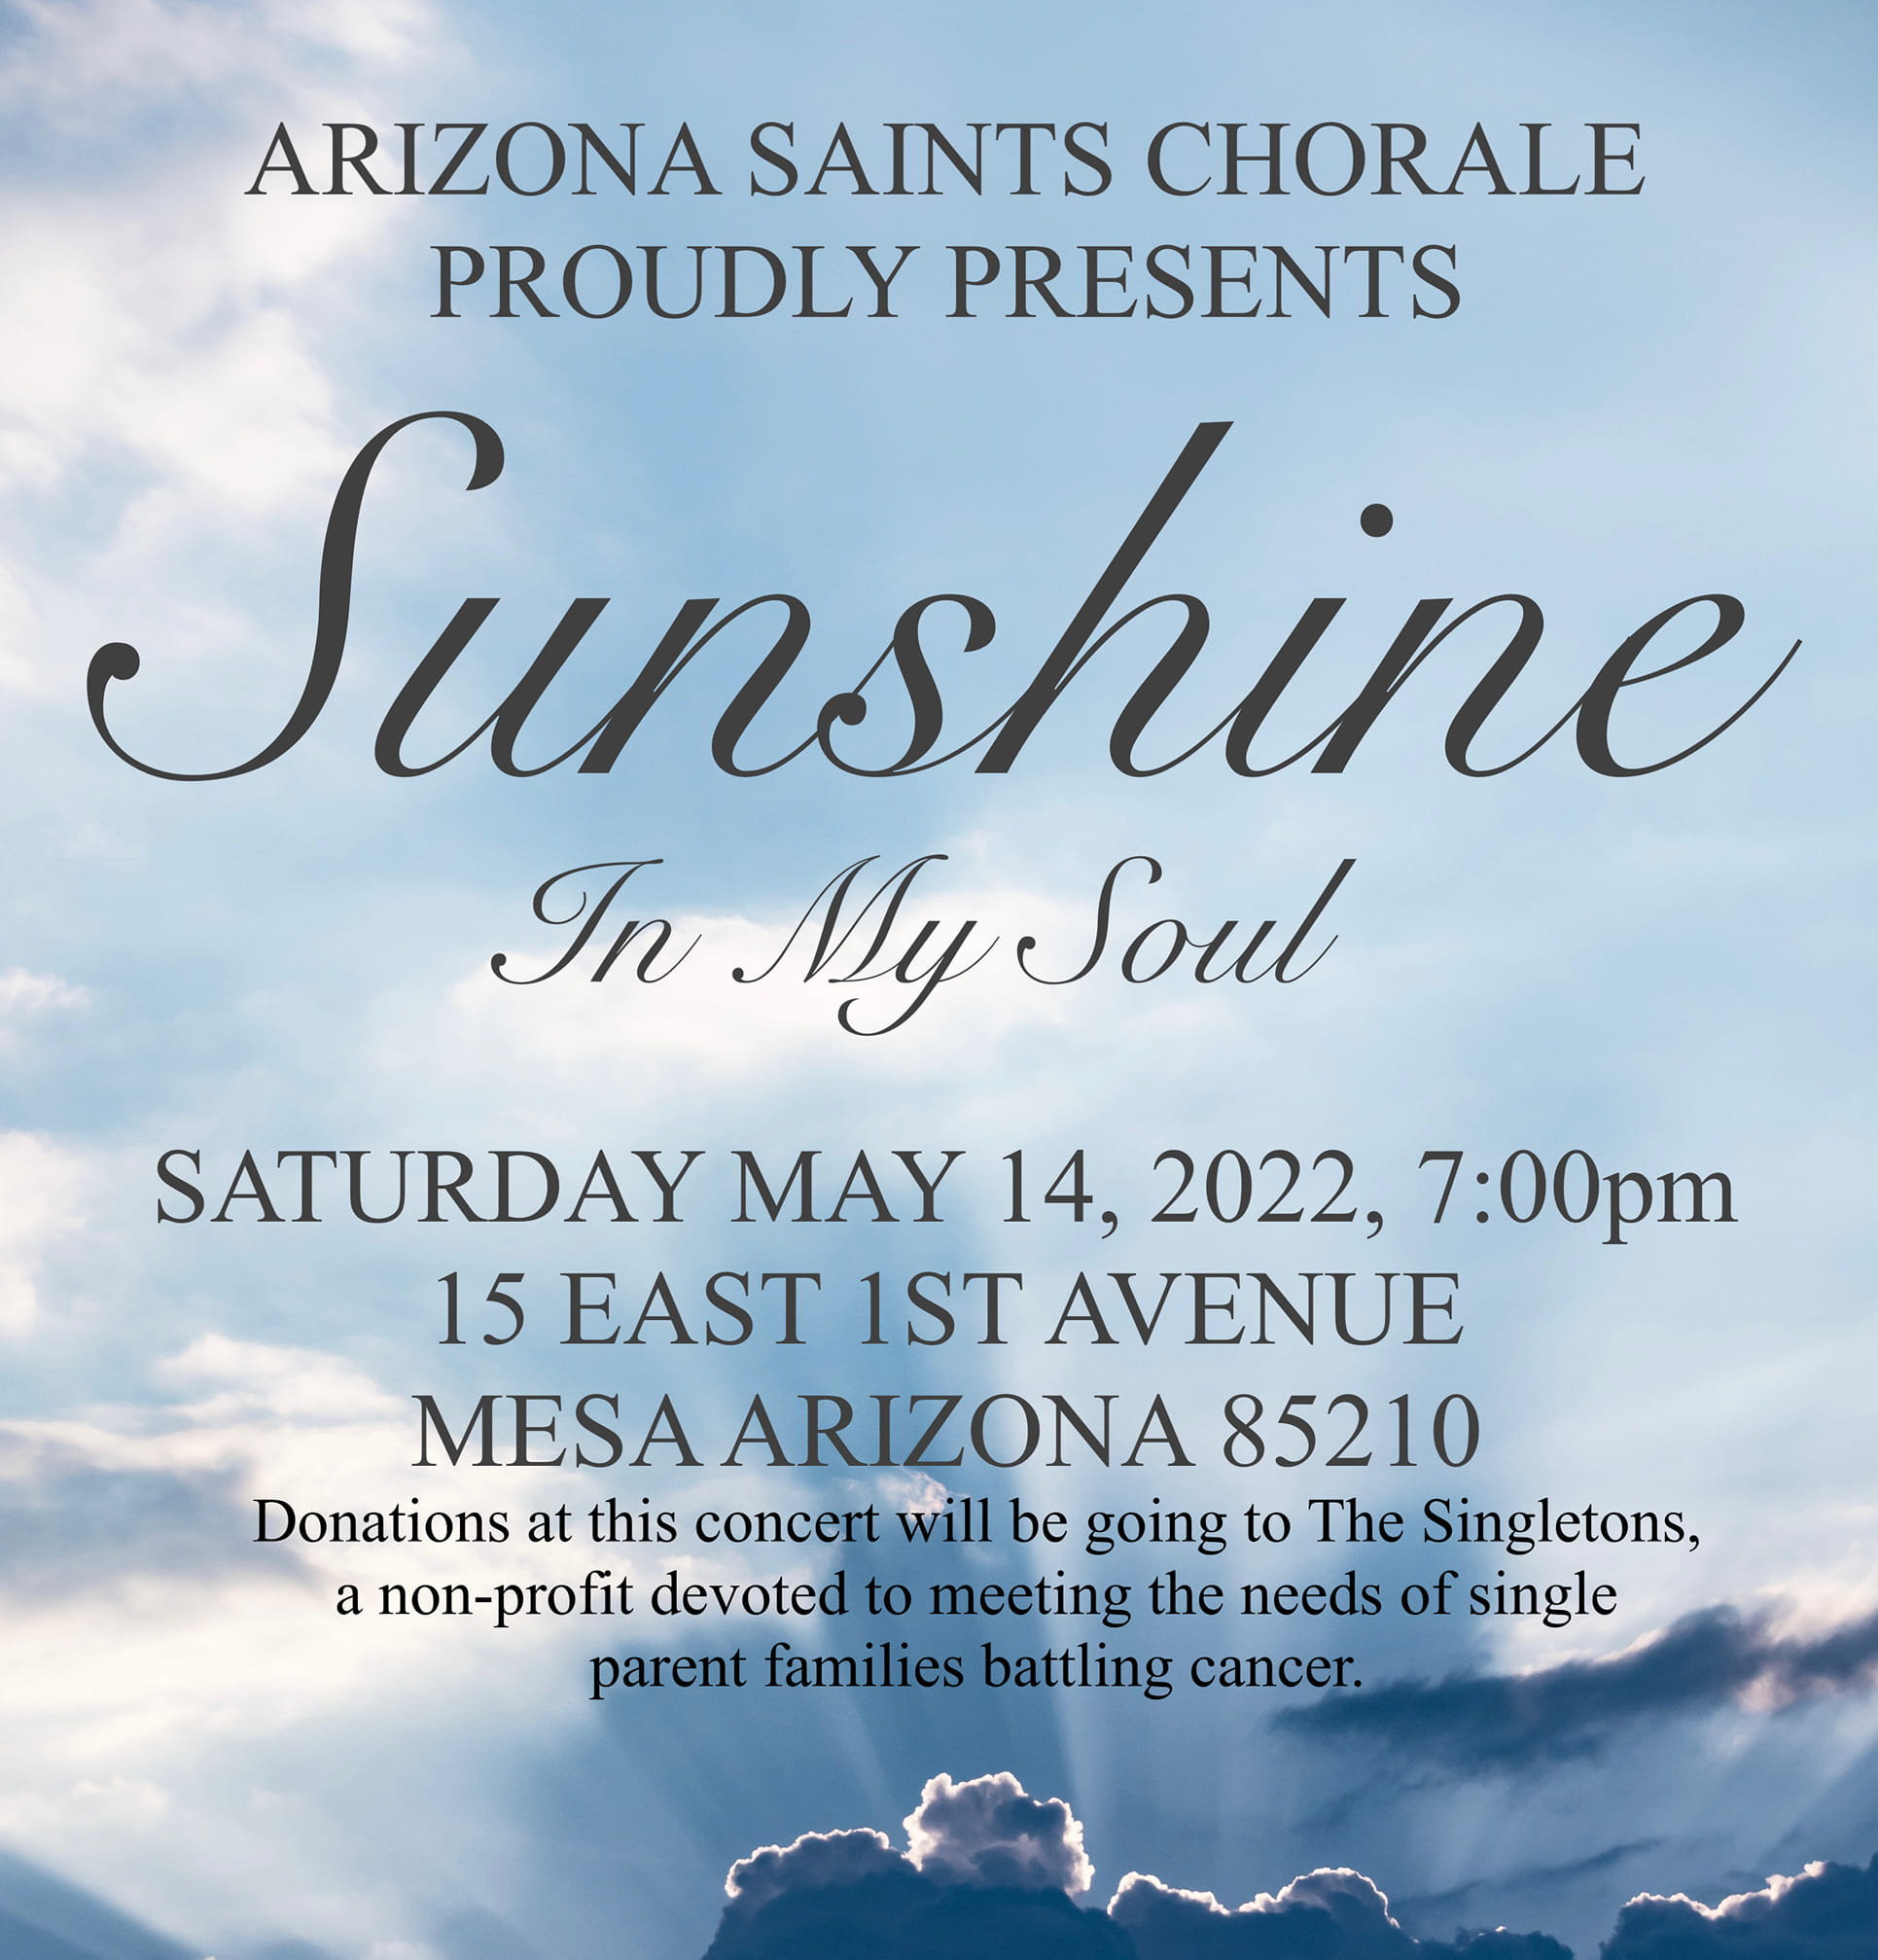 ARIZONA SAINTS CHORALE
PROUDLY PRESENTS
Sunshine
In My Soul
SATURDAY MAY 14, 2022, 7:00pm
15 EAST 1ST AVENUE
MESA ARIZONA 85210
Donations at this concert will be going to The Singletons,
a non-profit devoted to meeting the needs of single
parent families battling cancer.